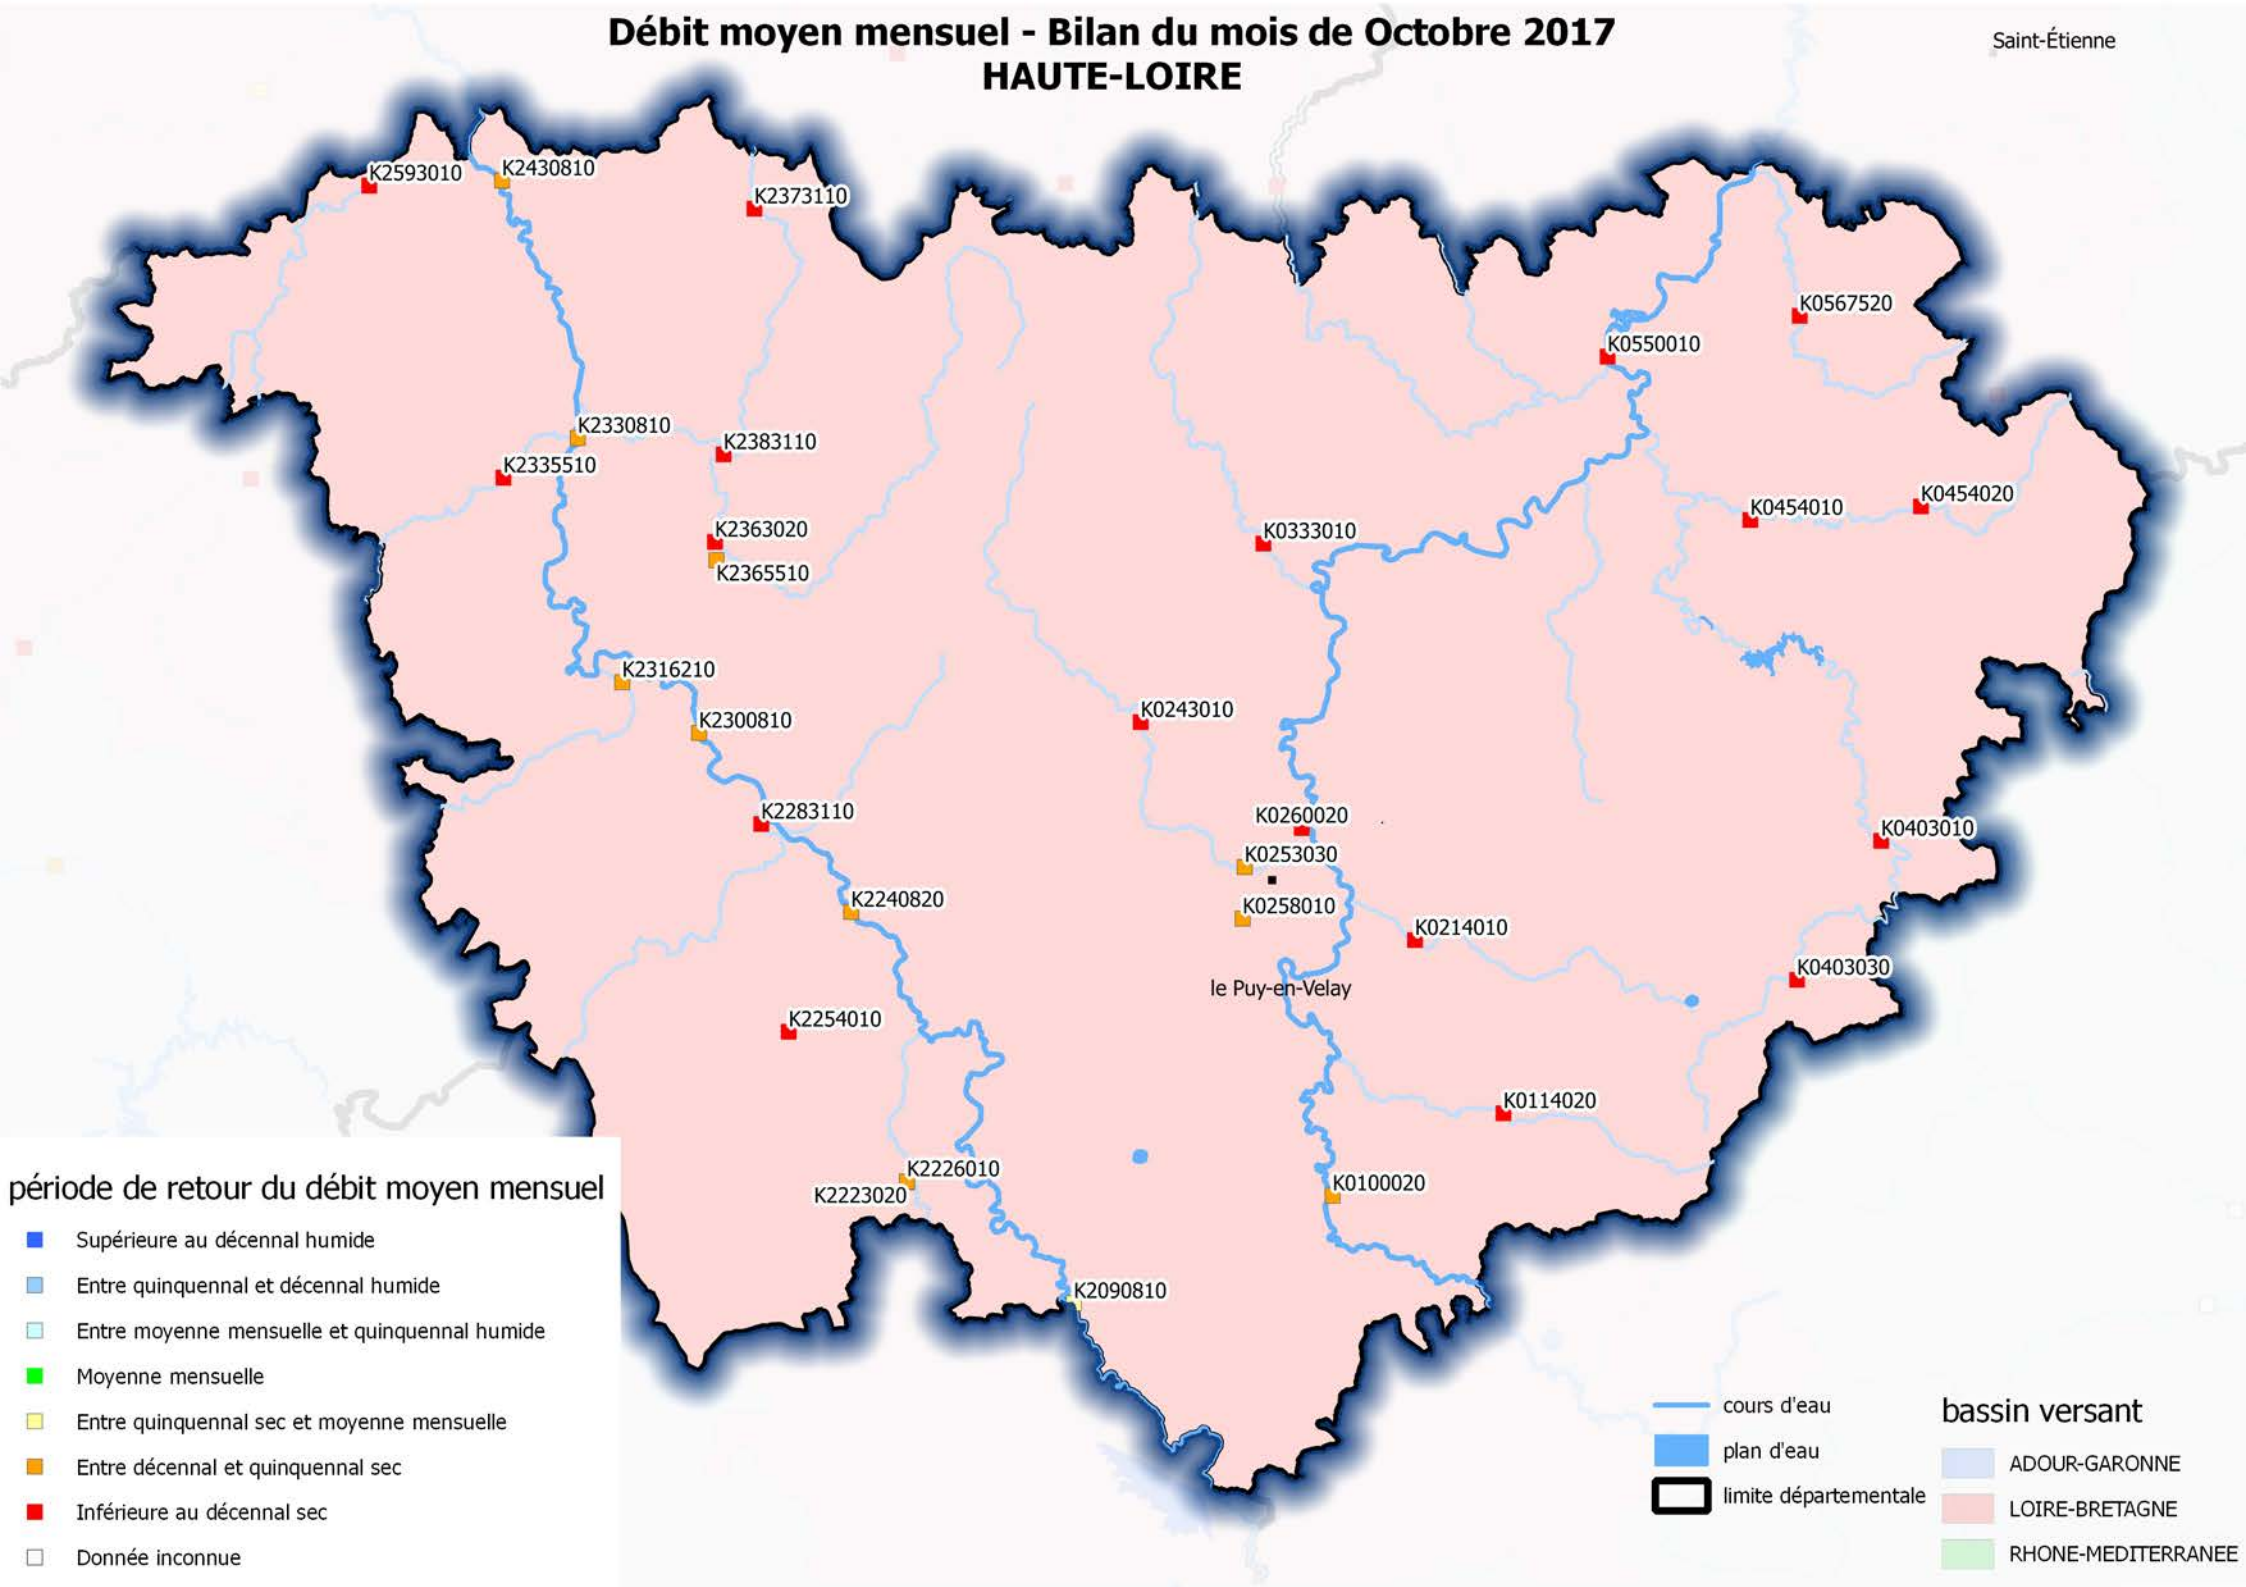 Débit moyen mensuel - Bilan du mois de Octobre 2017
HAUTE-LOIRE
Saint-Étienne
K2593010
K2430810
K2373110
K0567520
K0550010
K2330810
K2383110
K2335510
K0454020
K0454010
K2363020
K0333010
K2365510
K2316210
K0243010
K2300810
K2283110
K0260020
K0403010
K0253030
K2240820
K0258010
K0214010
K0403030
le Puy-en-Velay
K2254010
K0114020
K2226010
K2223020
K0100020
K2090810
période de retour du débit moyen mensuel
Supérieure au décennal humide
Entre quinquennal et décennal humide
Entre moyenne mensuelle et quinquennal humide
Moyenne mensuelle
Entre quinquennal sec et moyenne mensuelle
Entre décennal et quinquennal sec
Inférieure au décennal sec
Donnée inconnue
cours d'eau
plan d'eau
limite départementale
bassin versant
ADOUR-GARONNE
LOIRE-BRETAGNE
RHONE-MEDITERRANEE